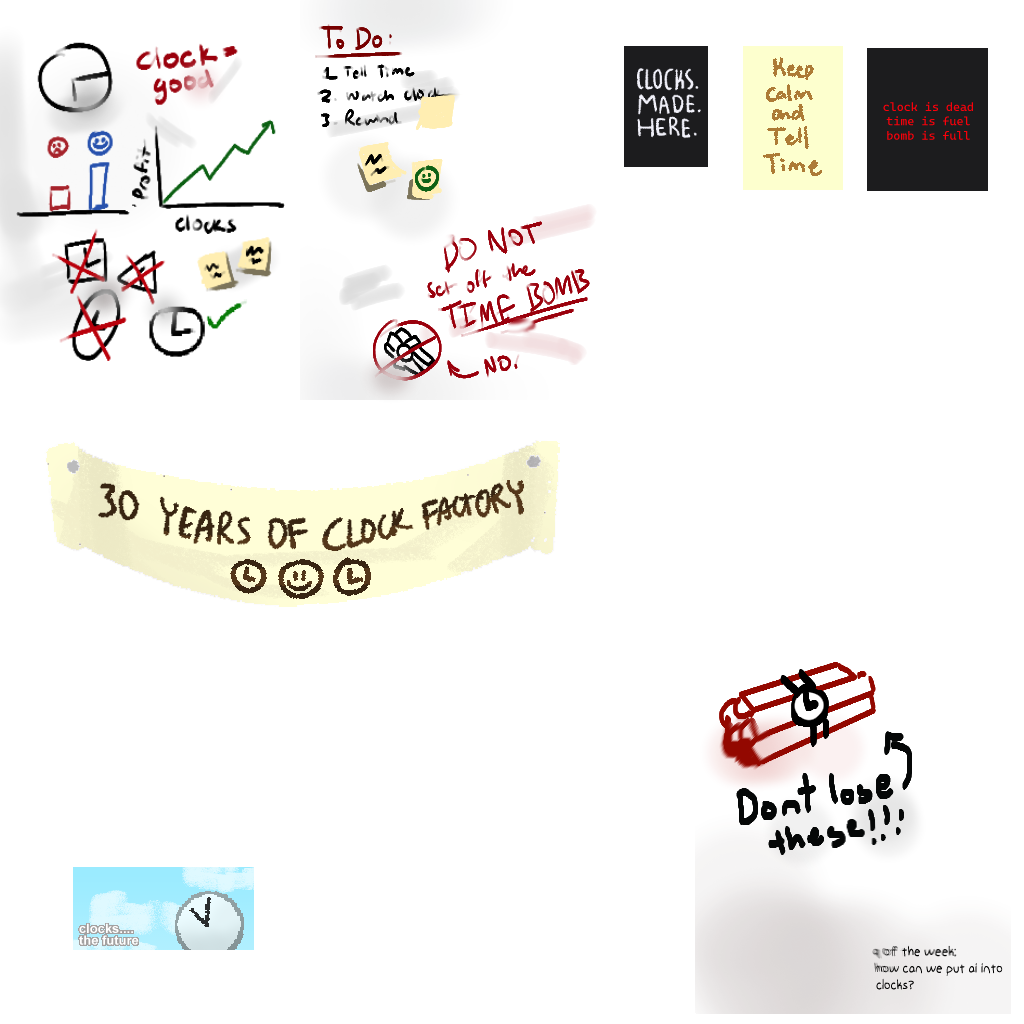 clock =
good
Profit
clocks
To Do:
1. Tell Time
2. Watch clock
3. Rewind
DO NOT
set off the
TIME BOMB
NO.
CLOCKS.
MADE.
HERE.
Keep
Calm
and
Tell
Time
clock is dead
time is fuel
bomb is full
30 YEARS OF CLOCK FACTORY
Dont lose
these!!!
clocks....
the future
q off the week:
how can we put ai into
clocks?